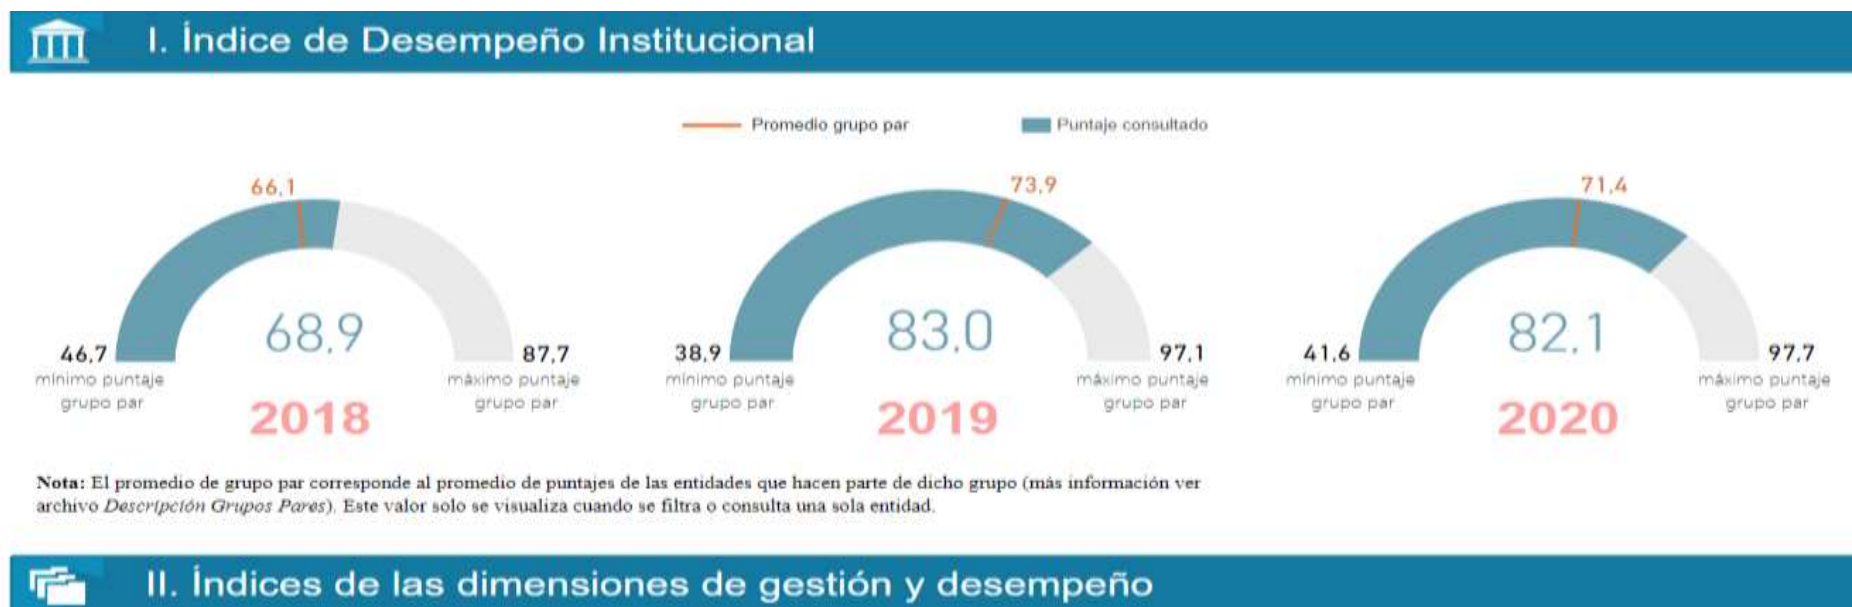 I. Índice de Desempeño Institucional
Promedio grupo par
Puntaje consultado
66,1
68,9
46,7
mínimo puntaje
grupo par
87,7
máximo puntaje
grupo par
2018
73,9
83,0
38,9
mínimo puntaje
grupo par
97,1
máximo puntaje
grupo par
2019
71,4
82,1
41,6
mínimo puntaje
grupo par
97,7
máximo puntaje
grupo par
2020
Nota: El promedio de grupo par corresponde al promedio de puntajes de las entidades que hacen parte de dicho grupo (más información ver
archivo Descripción Grupos Pares). Este valor solo se visualiza cuando se filtra o consulta una sola entidad.
II. Índices de las dimensiones de gestión y desempeño